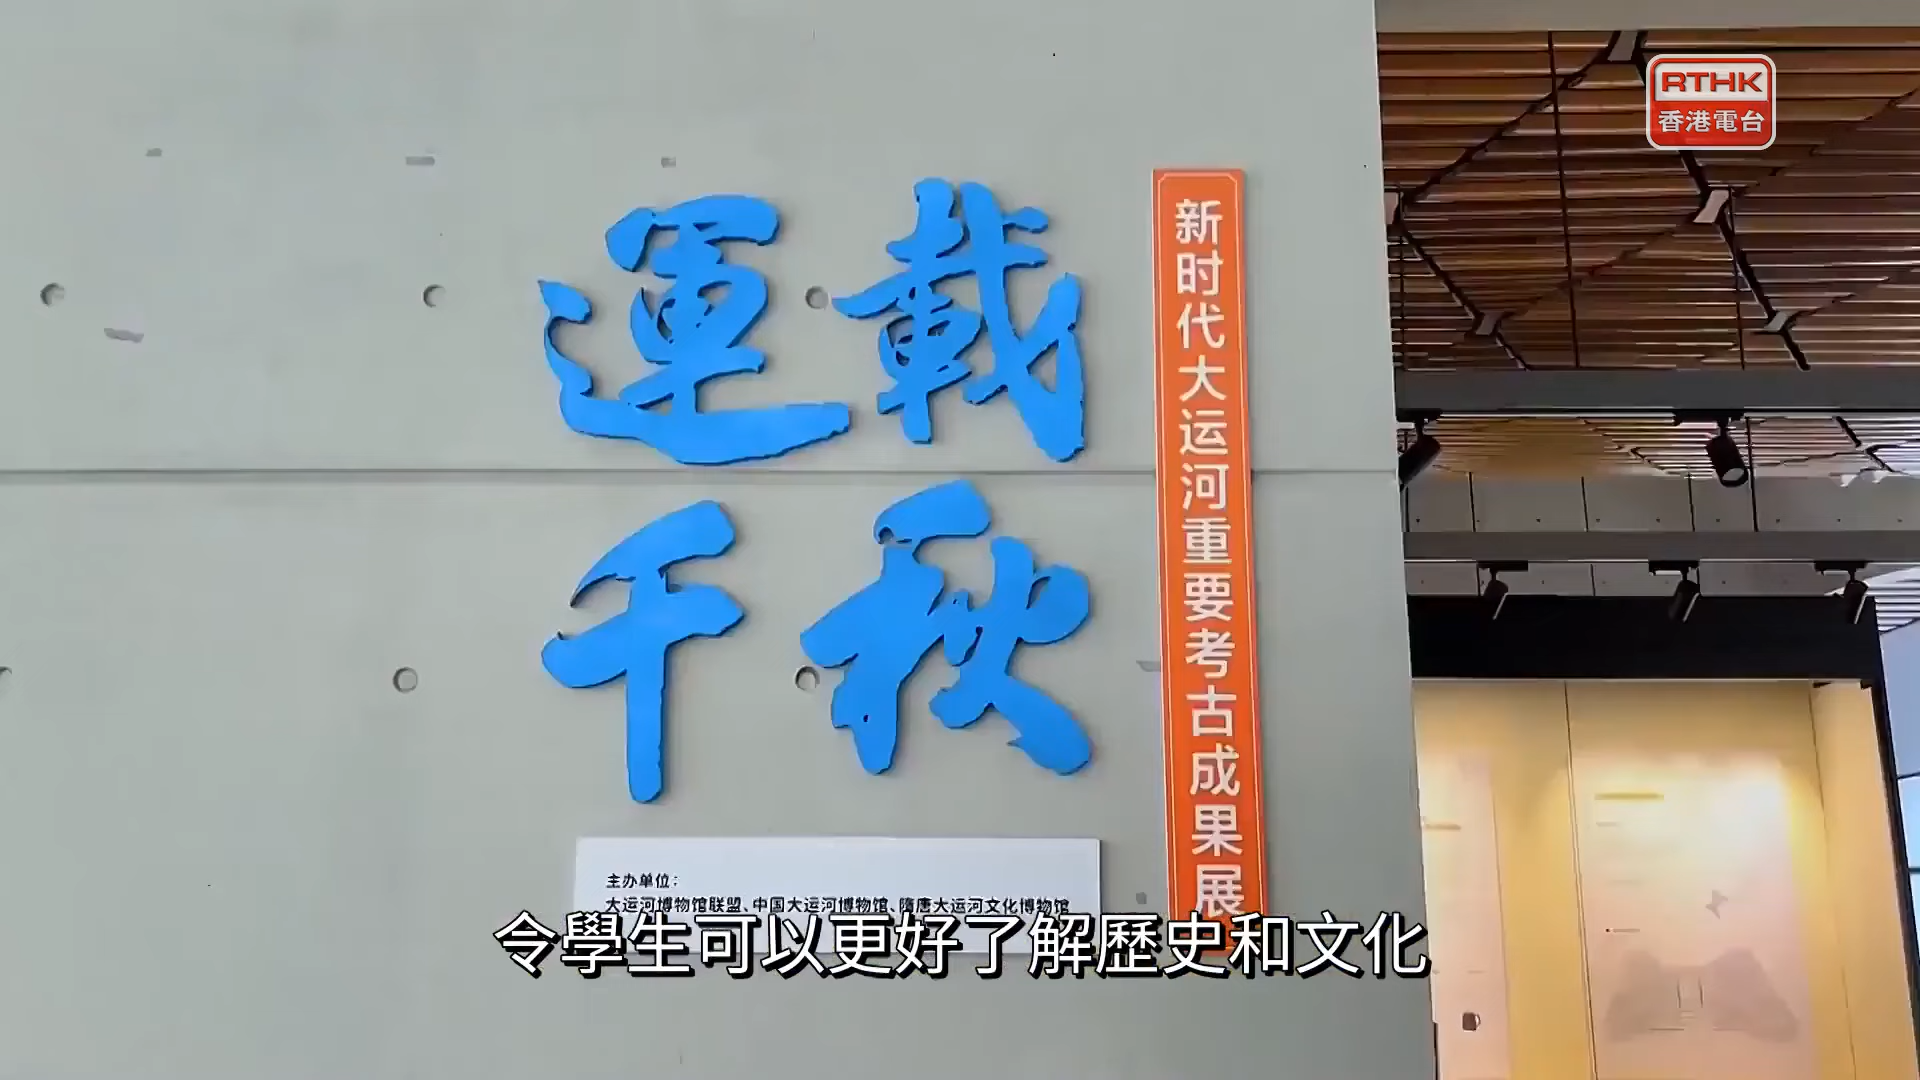 RTHK
香港電台
運載
千秋
新时代大运河重要考古成果展
主办单位：
大运河博物馆联盟、中国大运河博物馆、隋唐大运河文化博物馆
令學生可以更好了解歷史和文化